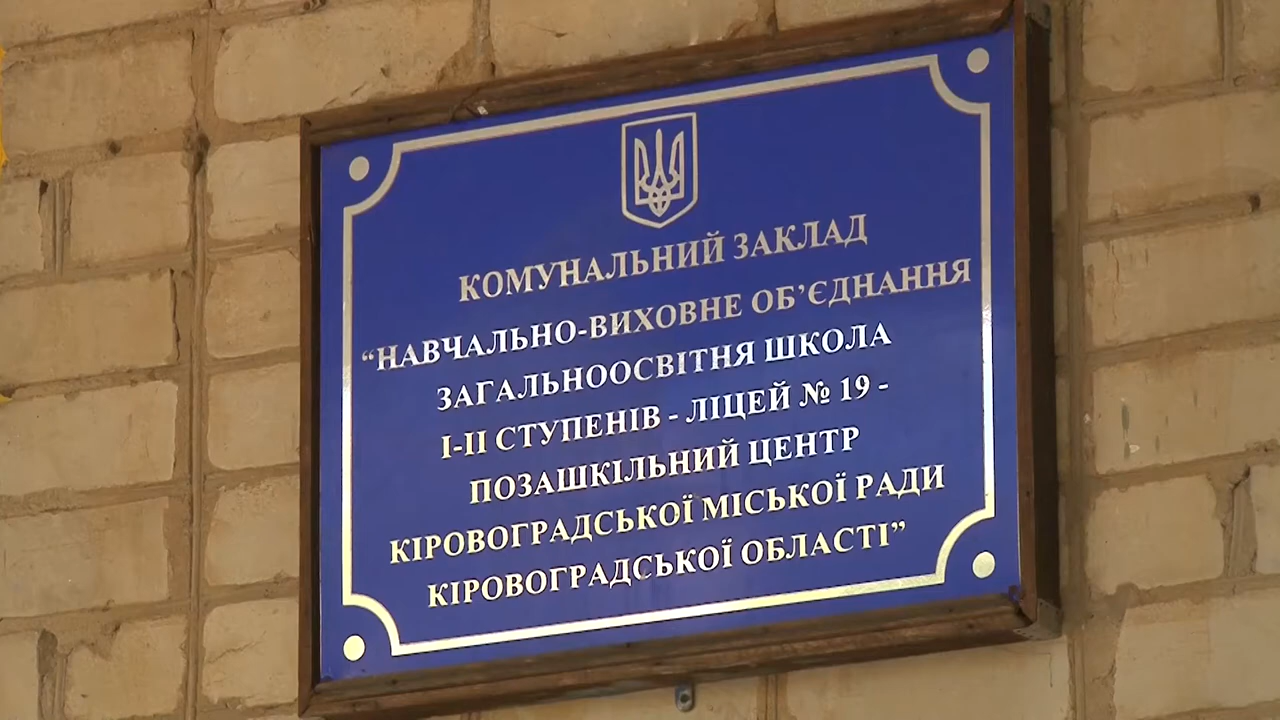 КОМУНАЛЬНИЙ ЗАКЛАД
“НАВЧАЛЬНО-ВИХОВНЕ ОБ’ЄДНАННЯ
ЗАГАЛЬНООСВІТНЯ ШКОЛА
І-ІІ СТУПЕНІВ - ЛІЦЕЙ № 19 -
ПОЗАШКІЛЬНИЙ ЦЕНТР
КІРОВОГРАДСЬКОЇ МІСЬКОЇ РАДИ
КІРОВОГРАДСЬКОЇ ОБЛАСТІ”